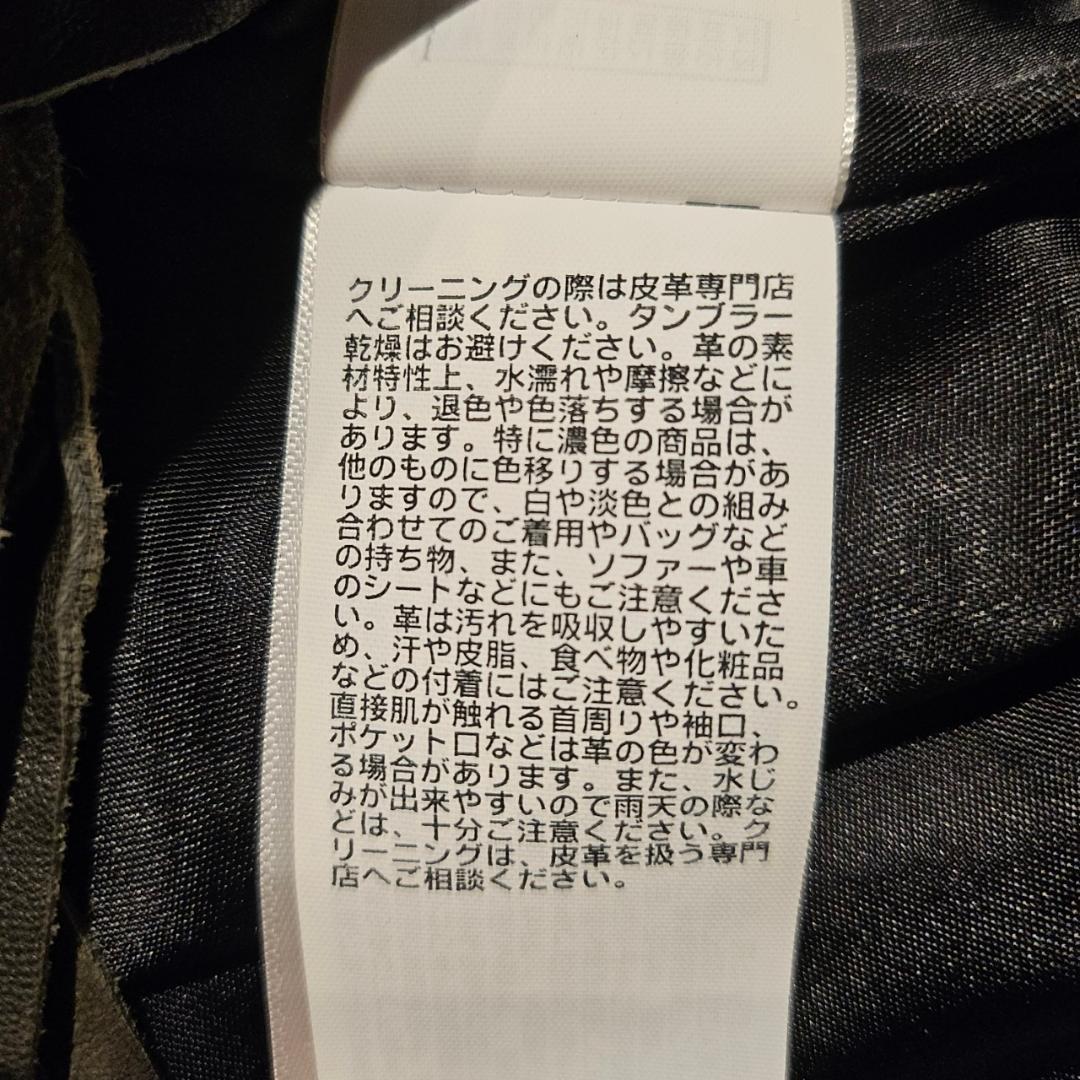 クリーニングの際は皮革専門店
へご相談ください。タンブラー
乾燥はお避けください。革の素
材特性上、水濡れや摩擦などに
より、退色や色落ちする場合が
あります。特に濃色の商品は、
他のものに色移りする場合があ
りますので、白や淡色との組み
合わせてのご着用やバッグなど
の持ち物、また、ソファーや車
のシートなどにもご注意くださ
い。革は汚れを吸収しやすいた
め、汗や皮脂、食べ物や化粧品
などの付着にはご注意ください。
直接肌が触れる首周りや袖口、
ポケット口などは革の色が変わ
る場合があります。また、水じ
みが出来やすいので雨天の際な
どは、十分ご注意ください。ク
リーニングは、皮革を扱う専門
店へご相談ください。